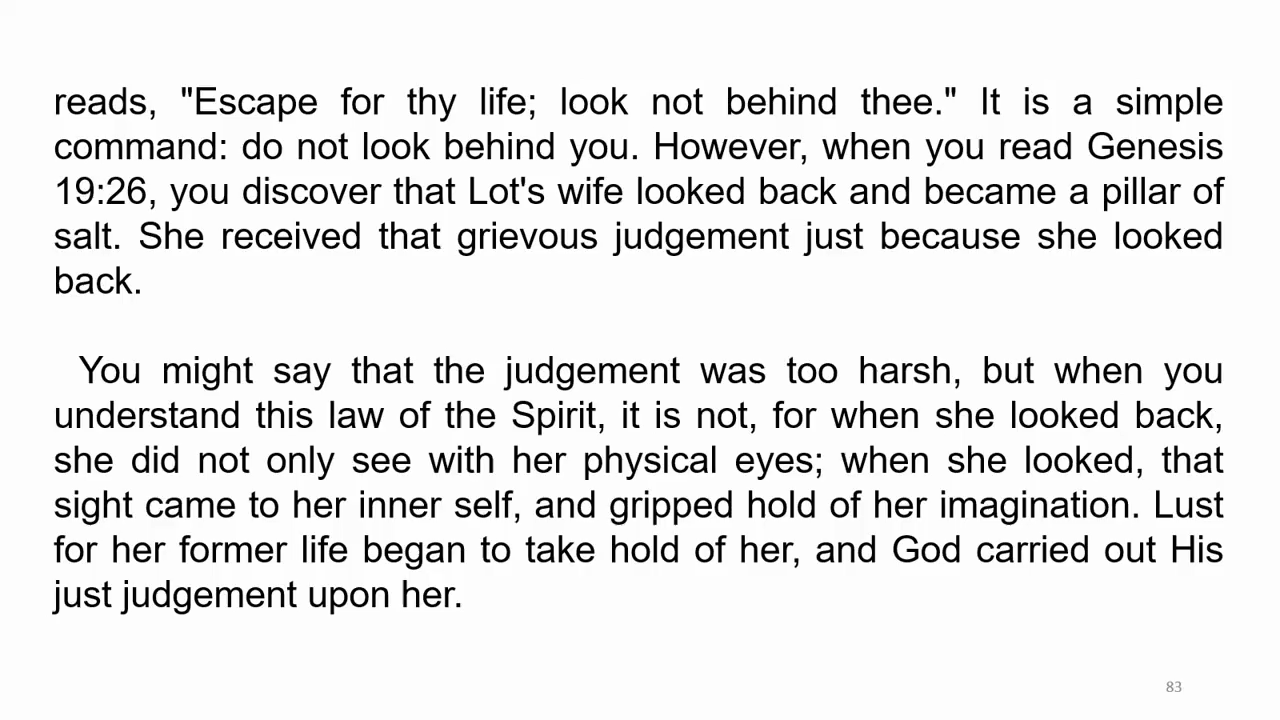 reads, "Escape for thy life; look not behind thee." It is a simple
command: do not look behind you. However, when you read Genesis
19:26, you discover that Lot's wife looked back and became a pillar of
salt. She received that grievous judgement just because she looked
back.
You might say that the judgement was too harsh, but when you
understand this law of the Spirit, it is not, for when she looked back,
she did not only see with her physical eyes; when she looked, that
sight came to her inner self, and gripped hold of her imagination. Lust
for her former life began to take hold of her, and God carried out His
just judgement upon her.
83